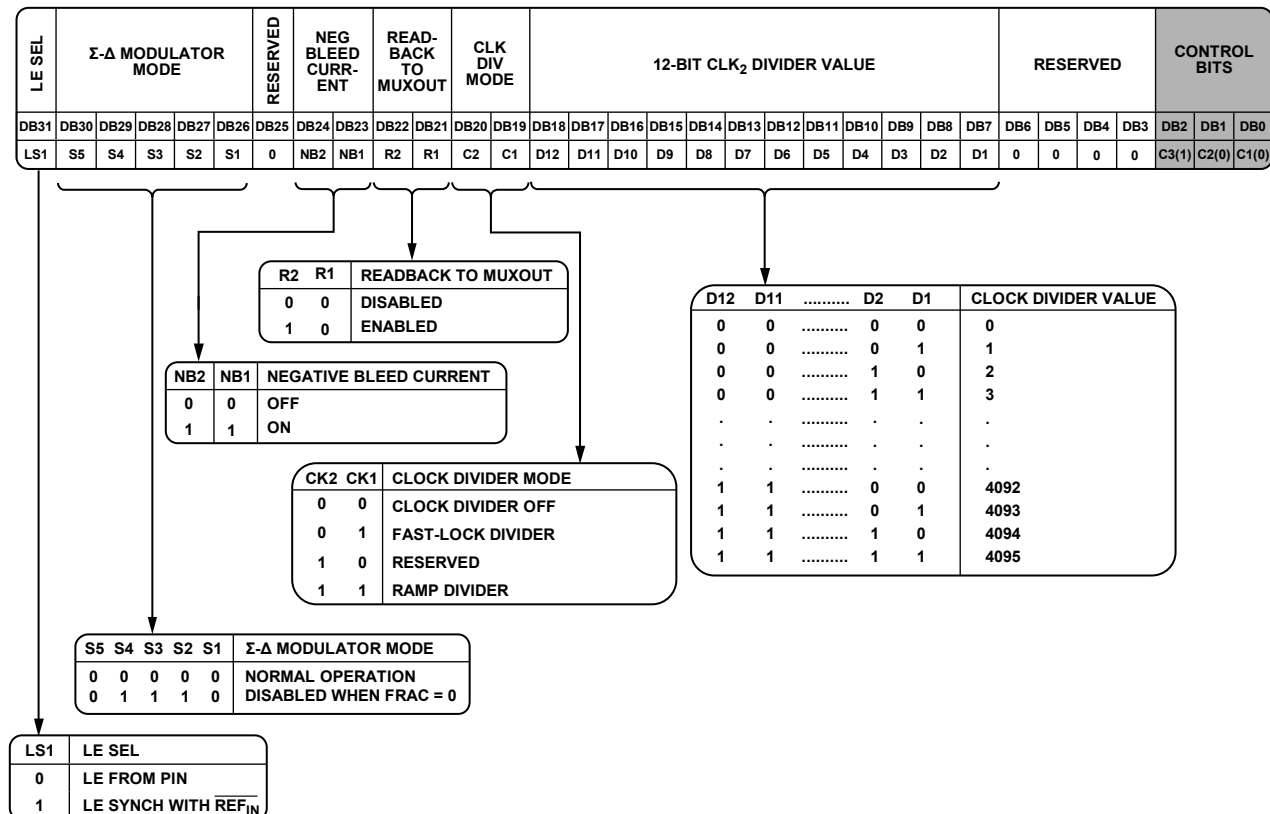 LE SEL
Σ-Δ MODULATOR
MODE
RESERVED
NEG
BLEED
CURR-
ENT
READ-
BACK
TO
MUXOUT
CLK
DIV
MODE
12-BIT CLK₂ DIVIDER VALUE
RESERVED
CONTROL
BITS
DB31 DB30 DB29 DB28 DB27 DB26 DB25 DB24 DB23 DB22 DB21 DB20 DB19 DB18 DB17 DB16 DB15 DB14 DB13 DB12 DB11 DB10 DB9 DB8 DB7 DB6 DB5 DB4 DB3 DB2 DB1 DB0
LS1 S5 S4 S3 S2 S1 0 NB2 NB1 R2 R1 C2 C1 D12 D11 D10 D9 D8 D7 D6 D5 D4 D3 D2 D1 0 0 0 0 C3(1) C2(0) C1(0)
R2 R1 READBACK TO MUXOUT
0 0 DISABLED
1 0 ENABLED
D12 D11 .......... D2 D1 CLOCK DIVIDER VALUE
0 0 .......... 0 0 0
0 0 .......... 0 1 1
0 0 .......... 1 0 2
0 0 .......... 1 1 3
. . .......... . . .
. . .......... . . .
. . .......... . . .
1 1 .......... 0 0 4092
1 1 .......... 0 1 4093
1 1 .......... 1 0 4094
1 1 .......... 1 1 4095
NB2 NB1 NEGATIVE BLEED CURRENT
0 0 OFF
1 1 ON
CK2 CK1 CLOCK DIVIDER MODE
0 0 CLOCK DIVIDER OFF
0 1 FAST-LOCK DIVIDER
1 0 RESERVED
1 1 RAMP DIVIDER
S5 S4 S3 S2 S1 Σ-Δ MODULATOR MODE
0 0 0 0 0 NORMAL OPERATION
0 1 1 1 0 DISABLED WHEN FRAC = 0
LS1 LE SEL
0 LE FROM PIN
1 LE SYNCH WITH REF̅IN